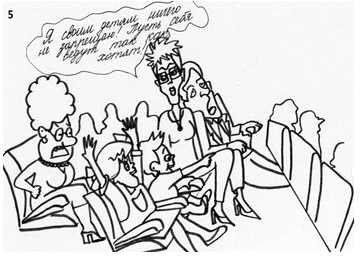 5
Я своим детям ничего
не запрещаю! Пусть себя
ведут так как
хотят!